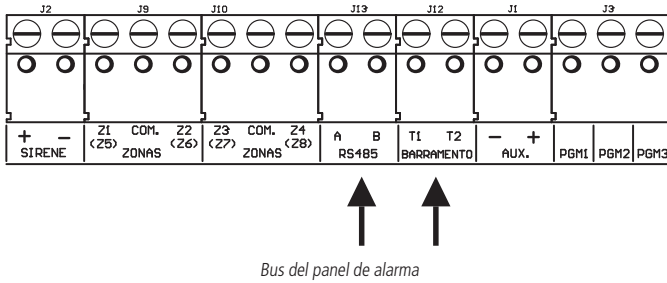 J2 J9 J10 J13 J12 J1 J3
+ − Z1 COM. Z2 Z3 COM. Z4 A B T1 T2 − +
(Z5) (Z6) (Z7) (Z8)
SIRENE ZONAS ZONAS RS485 BARRAMENTO AUX. PGM1 PGM2 PGM3
Bus del panel de alarma